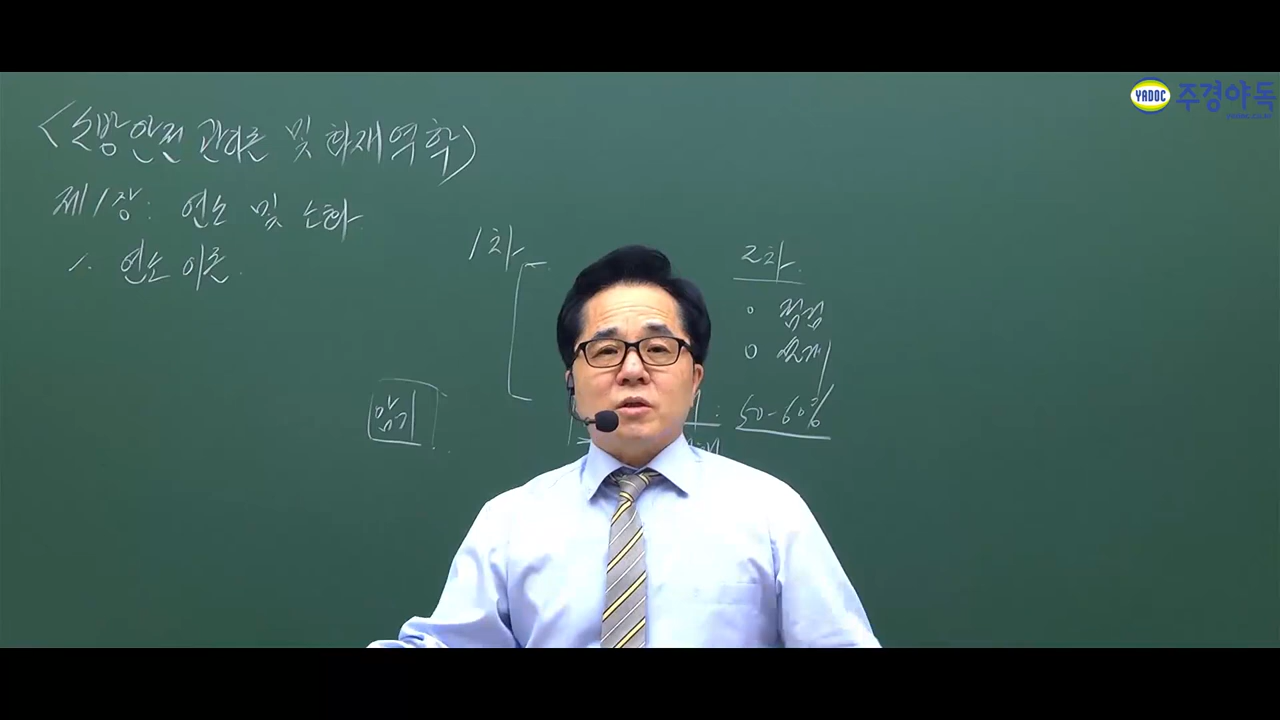 YADOC 주경야독
<소방안전관리론 및 화재역학>
제1장: 연소 및 소화
1. 연소이론.
1차
2차.
o 점검
o 설계
암기
: 50-60%